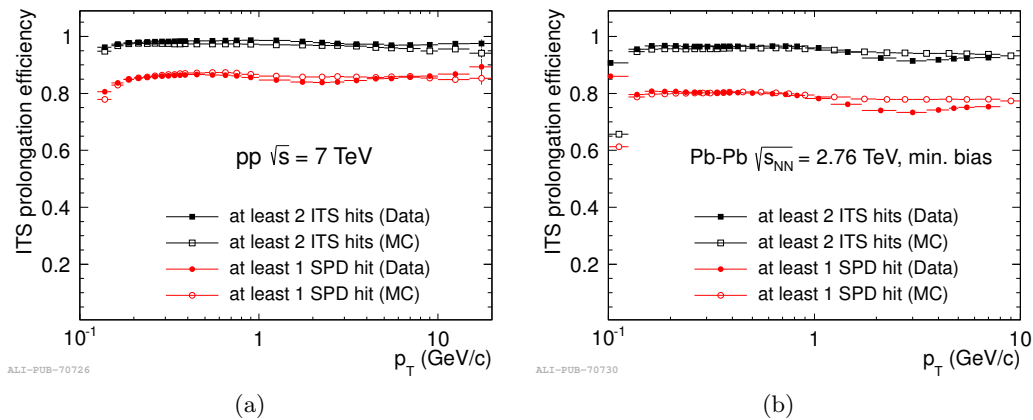 ITS prolongation efficiency
1
0.8
0.6
0.4
0.2
pp √s = 7 TeV
at least 2 ITS hits (Data)
at least 2 ITS hits (MC)
at least 1 SPD hit (Data)
at least 1 SPD hit (MC)
10⁻¹ 1 10
p_T (GeV/c)
ALI-PUB-70726
(a)
ITS prolongation efficiency
1
0.8
0.6
0.4
0.2
Pb-Pb √s_NN = 2.76 TeV, min. bias
at least 2 ITS hits (Data)
at least 2 ITS hits (MC)
at least 1 SPD hit (Data)
at least 1 SPD hit (MC)
10⁻¹ 1 10
p_T (GeV/c)
ALI-PUB-70730
(b)